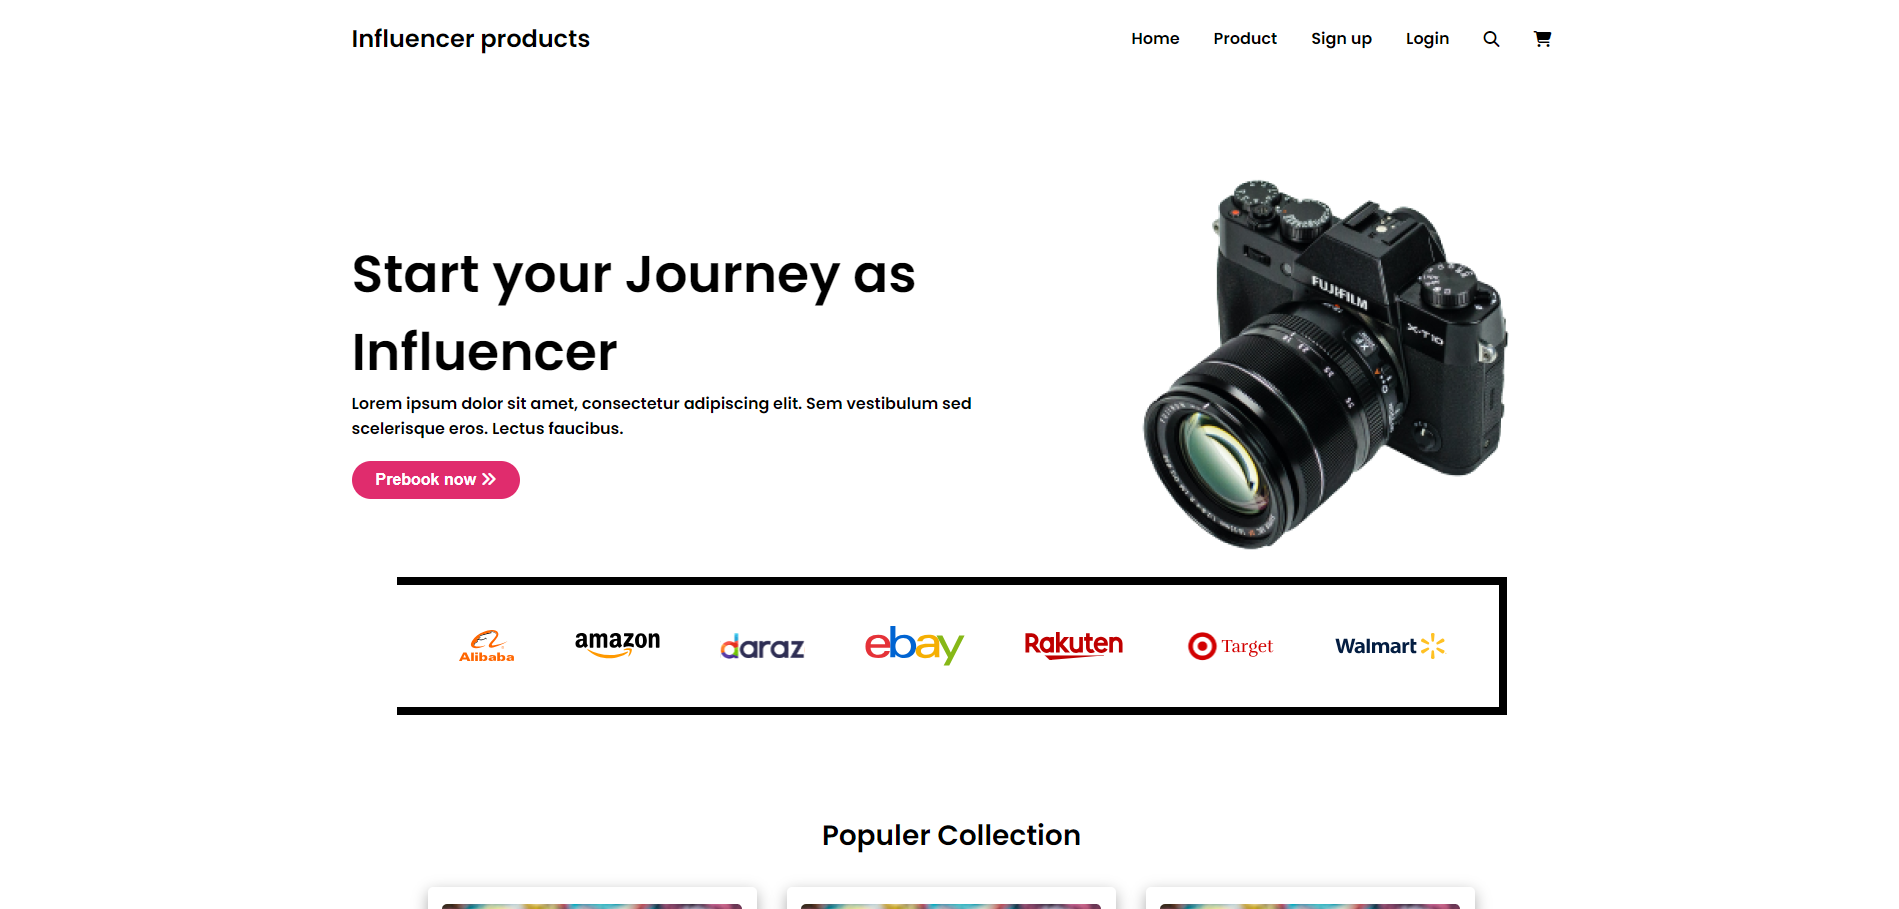 Influencer products
Home Product Sign up Login
Start your Journey as
Influencer
Lorem ipsum dolor sit amet, consectetur adipiscing elit. Sem vestibulum sed
scelerisque eros. Lectus faucibus.
Prebook now
FUJIFILM
X-T10
Alibaba amazon daraz ebay Rakuten Target Walmart
Populer Collection